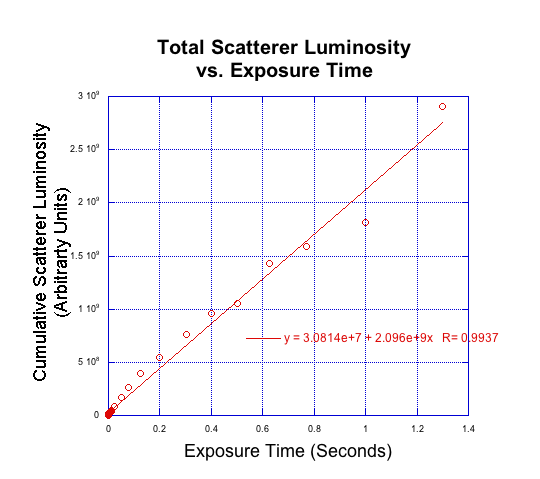 Total Scatterer Luminosity
vs. Exposure Time
Cumulative Scatterer Luminosity
(Arbitrarty Units)
3 10⁹
2.5 10⁹
2 10⁹
1.5 10⁹
1 10⁹
5 10⁸
0
y = 3.0814e+7 + 2.096e+9x R= 0.9937
0 0.2 0.4 0.6 0.8 1 1.2 1.4
Exposure Time (Seconds)